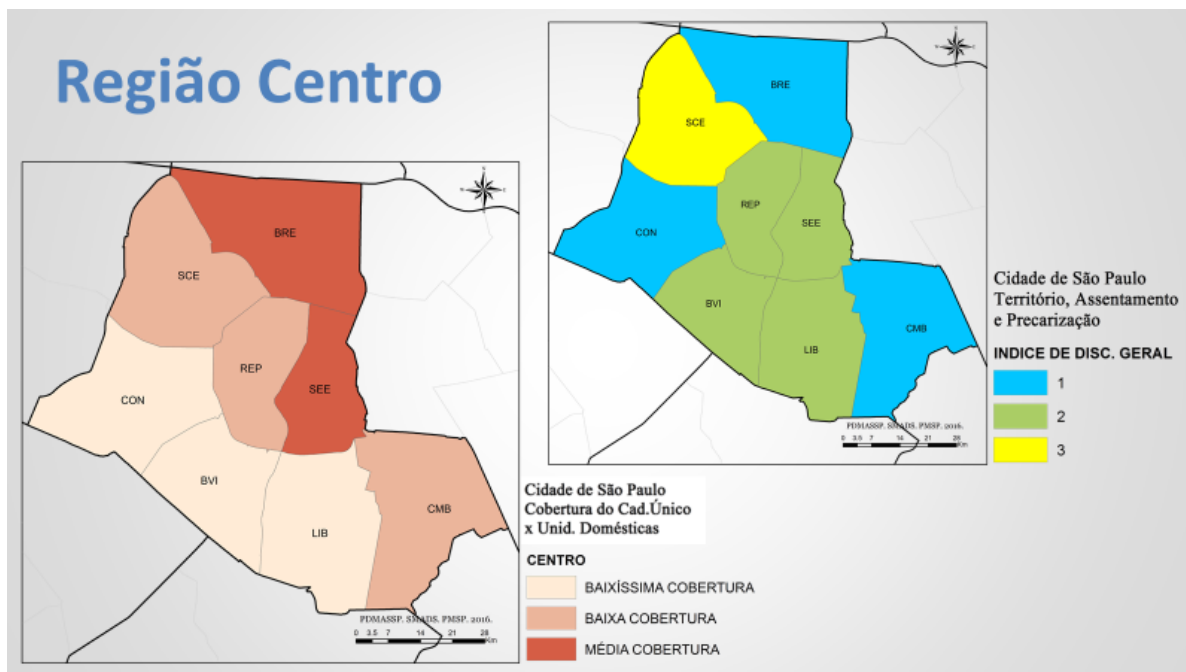 Região Centro
BRE
SCE
REP
SEE
CON
BVI
LIB
CMB
PDMASSP. SMADS. PMSP. 2016.
0 3.5 7 14 21 28
Km
Cidade de São Paulo
Cobertura do Cad.Único
x Unid. Domésticas
CENTRO
BAIXÍSSIMA COBERTURA
BAIXA COBERTURA
MÉDIA COBERTURA
BRE
SCE
REP
SEE
CON
BVI
LIB
CMB
PDMASSP. SMADS. PMSP. 2016.
0 3.5 7 14 21 28
Km
Cidade de São Paulo
Território, Assentamento
e Precarização
INDICE DE DISC. GERAL
1
2
3